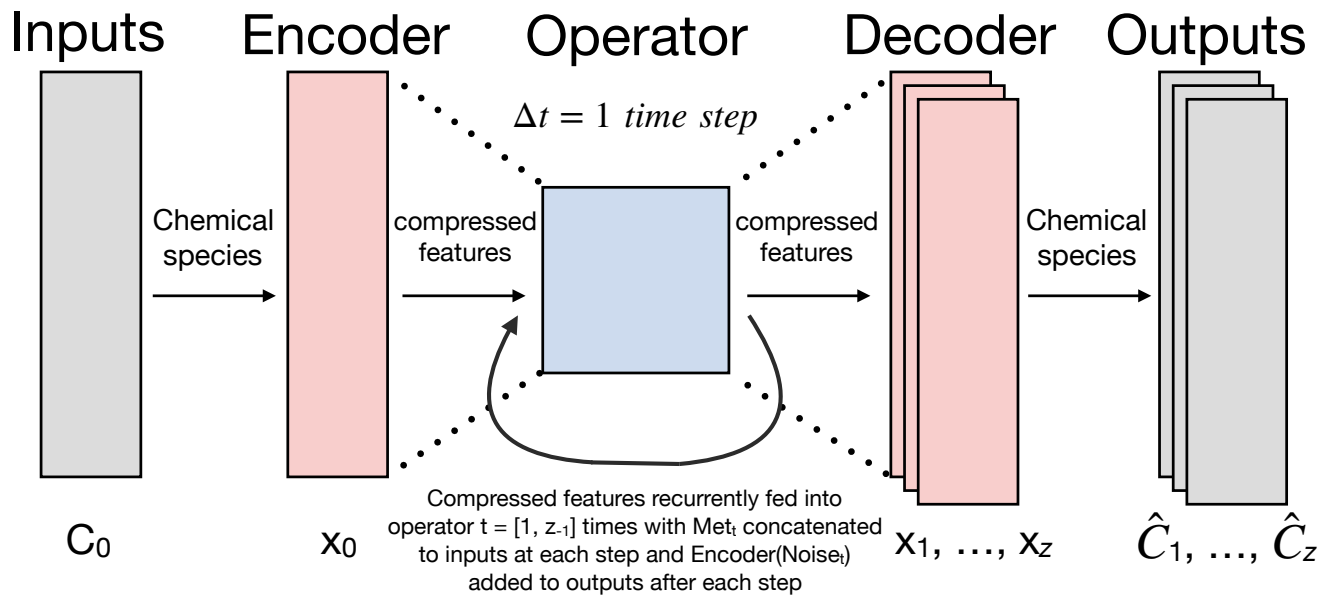 Inputs
Encoder
Operator
Decoder
Outputs
Δt = 1 time step
Chemical
species
compressed
features
compressed
features
Chemical
species
Compressed features recurrently fed into
operator t = [1, z₋₁] times with Metₜ concatenated
to inputs at each step and Encoder(Noiseₜ)
added to outputs after each step
C₀
x₀
x₁, …, x_z
Ĉ₁, …, Ĉ_z